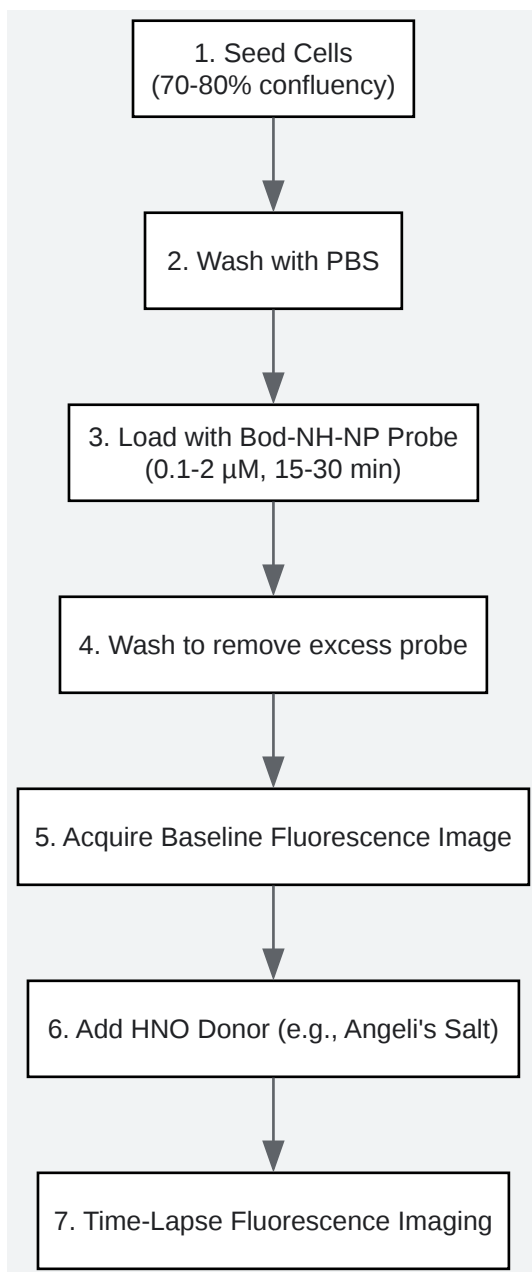 1. Seed Cells
(70-80% confluency)
2. Wash with PBS
3. Load with Bod-NH-NP Probe
(0.1-2 µM, 15-30 min)
4. Wash to remove excess probe
5. Acquire Baseline Fluorescence Image
6. Add HNO Donor (e.g., Angeli's Salt)
7. Time-Lapse Fluorescence Imaging